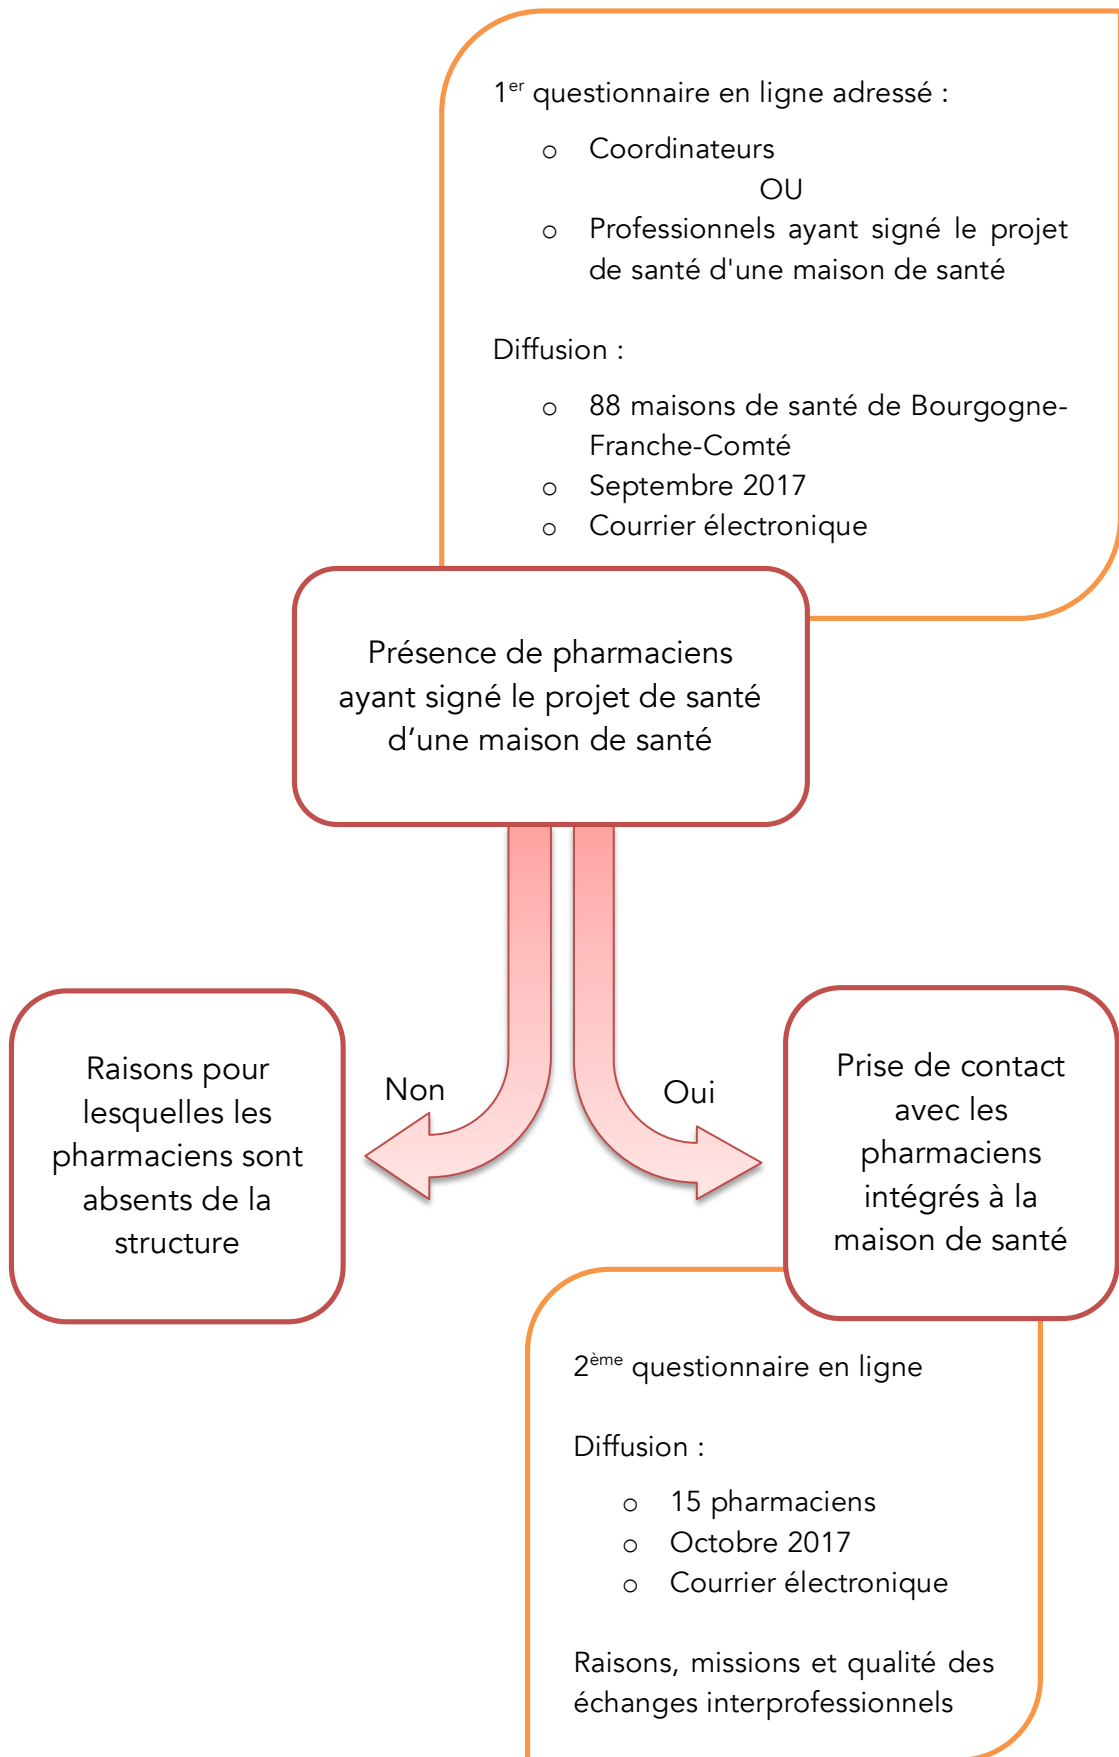 1er questionnaire en ligne adressé :
o Coordinateurs
OU
o Professionnels ayant signé le projet
de santé d'une maison de santé
Diffusion :
o 88 maisons de santé de Bourgogne-
Franche-Comté
o Septembre 2017
o Courrier électronique
Présence de pharmaciens
ayant signé le projet de santé
d’une maison de santé
Non
Oui
Raisons pour
lesquelles les
pharmaciens sont
absents de la
structure
Prise de contact
avec les
pharmaciens
intégrés à la
maison de santé
2ème questionnaire en ligne
Diffusion :
o 15 pharmaciens
o Octobre 2017
o Courrier électronique
Raisons, missions et qualité des
échanges interprofessionnels